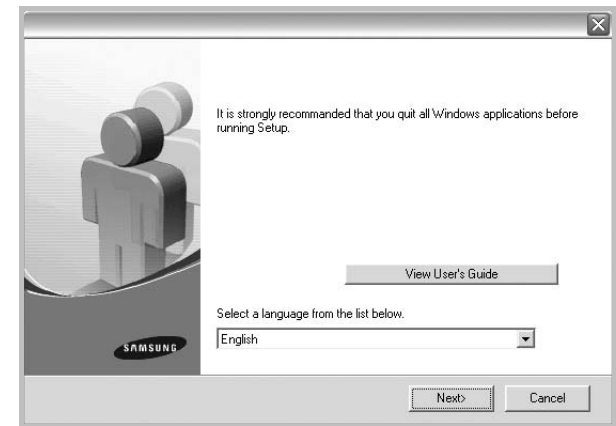 It is strongly recommanded that you quit all Windows applications before
running Setup.
View User's Guide
Select a language from the list below.
English
SAMSUNG
Next>
Cancel